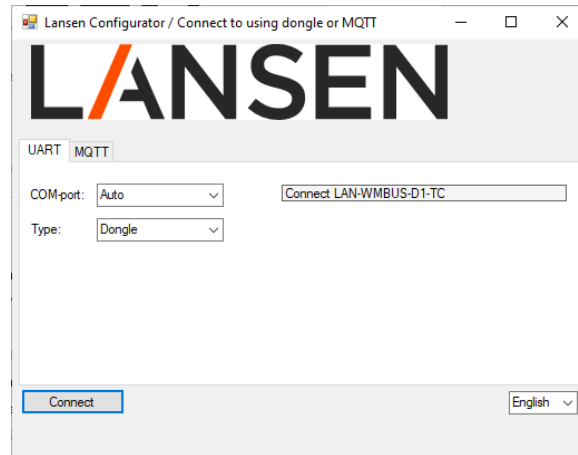 Lansen Configurator / Connect to using dongle or MQTT
LANSEN
UART MQTT
COM-port: Auto Connect LAN-WMBUS-D1-TC
Type: Dongle
Connect English